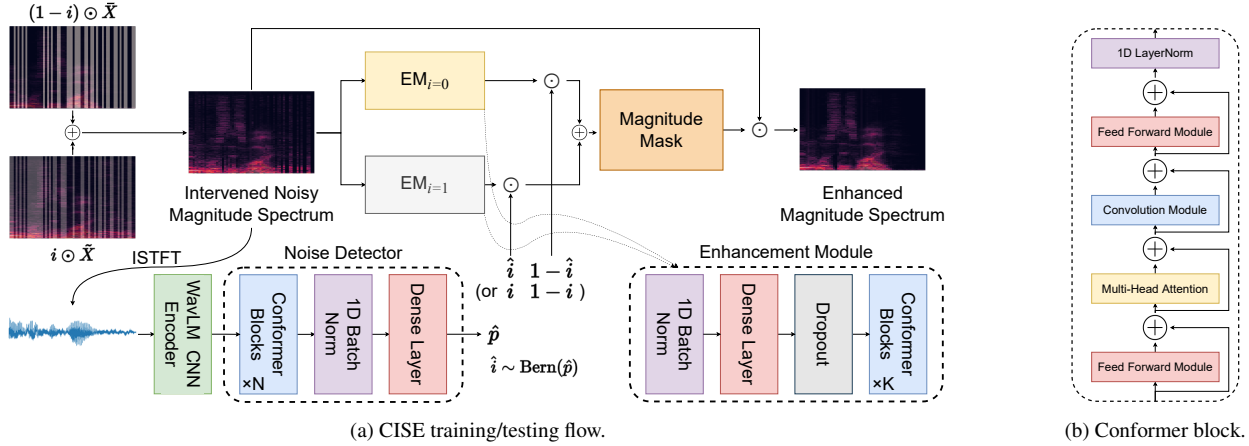 (1 − i) ⊙ X̄
i ⊙ X̃
Intervened Noisy
Magnitude Spectrum
EM_{i=0}
EM_{i=1}
Magnitude
Mask
Enhanced
Magnitude Spectrum
ISTFT
WavLM CNN
Encoder
Noise Detector
Conformer
Blocks
×N
1D Batch
Norm
Dense Layer
î 1 − î
(or i 1 − i )
p̂
î ∼ Bern(p̂)
Enhancement Module
1D Batch
Norm
Dense Layer
Dropout
Conformer
Blocks
×K
(a) CISE training/testing flow.
1D LayerNorm
Feed Forward Module
Convolution Module
Multi-Head Attention
Feed Forward Module
(b) Conformer block.